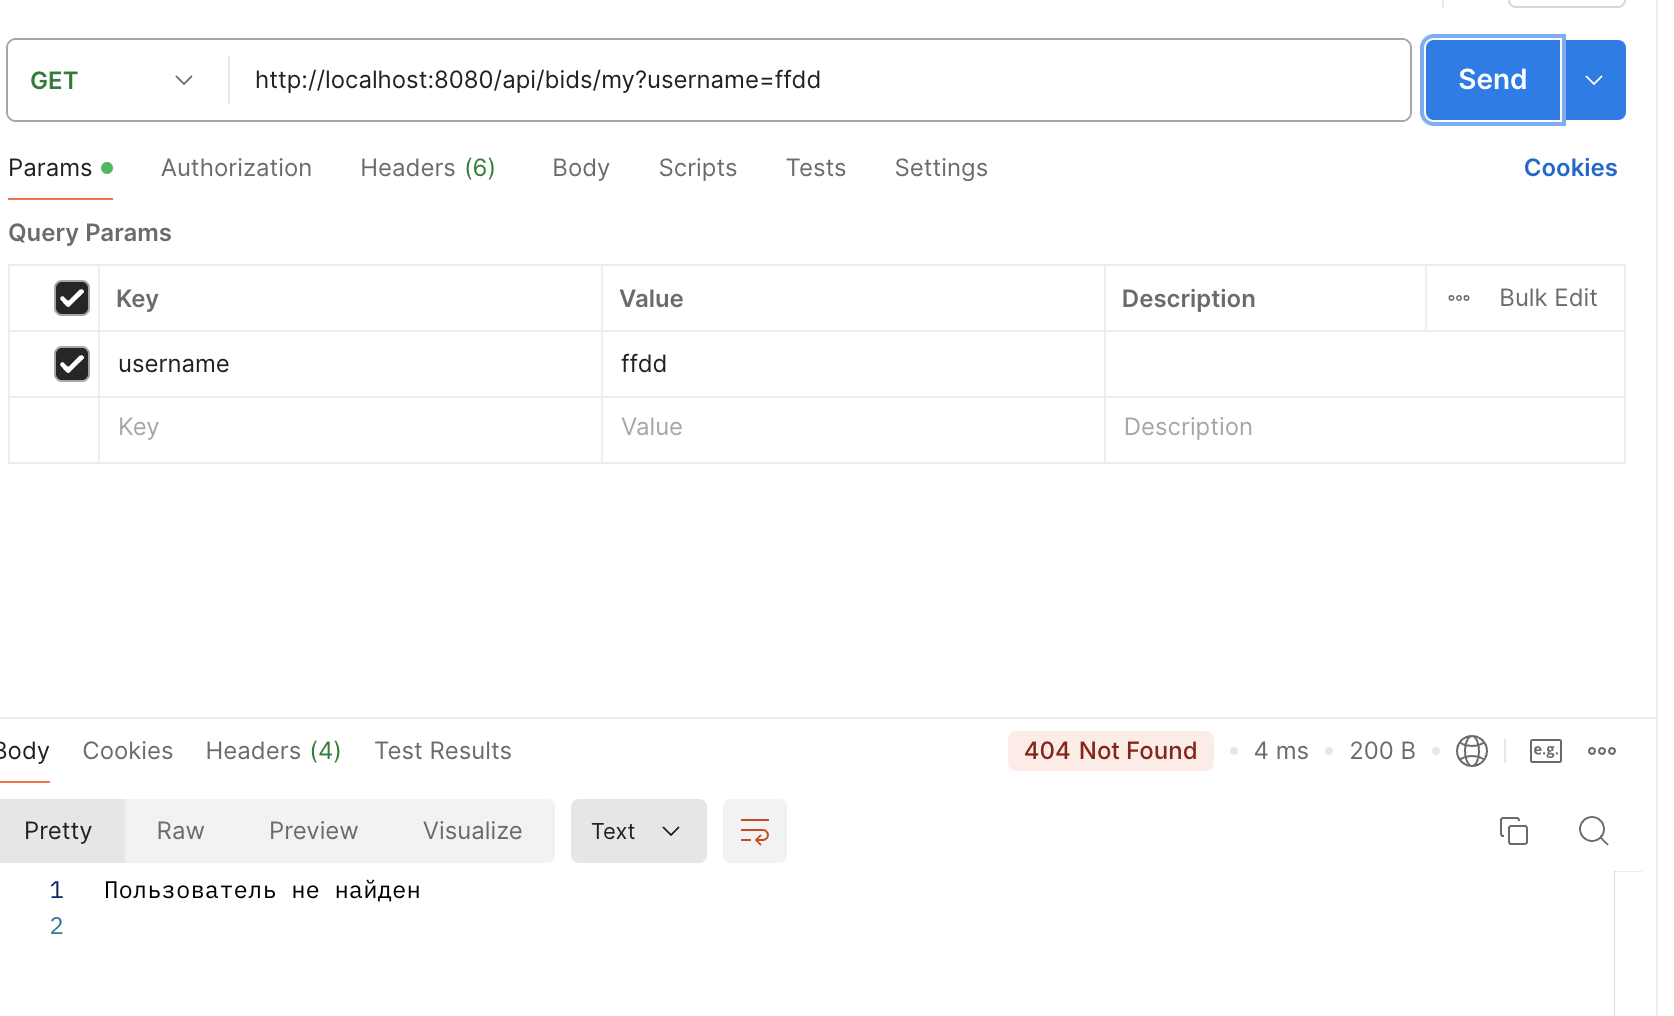 GET http://localhost:8080/api/bids/my?username=ffdd Send
Params Authorization Headers (6) Body Scripts Tests Settings Cookies
Query Params
Key Value Description Bulk Edit
username ffdd
Key Value Description
Body Cookies Headers (4) Test Results 404 Not Found 4 ms 200 B e.g.
Pretty Raw Preview Visualize Text
1 Пользователь не найден
2